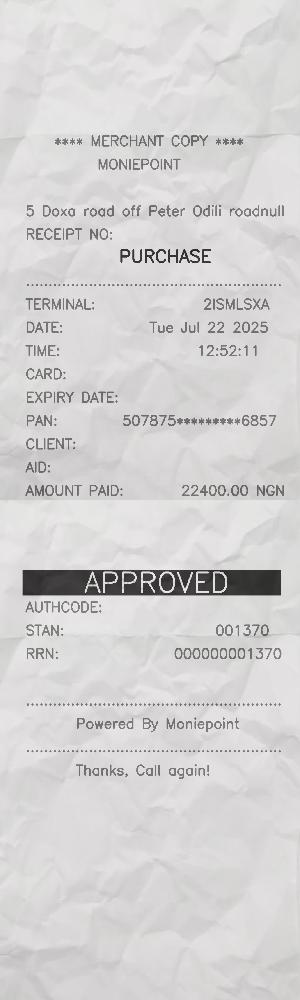 **** MERCHANT COPY ****
MONIEPOINT
5 Doxa road off Peter Odili roadnull
RECEIPT NO:
PURCHASE
TERMINAL: 2ISMLSXA
DATE: Tue Jul 22 2025
TIME: 12:52:11
CARD:
EXPIRY DATE:
PAN: 507875*********6857
CLIENT:
AID:
AMOUNT PAID: 22400.00 NGN
APPROVED
AUTHCODE:
STAN: 001370
RRN: 000000001370
Powered By Moniepoint
Thanks, Call again!